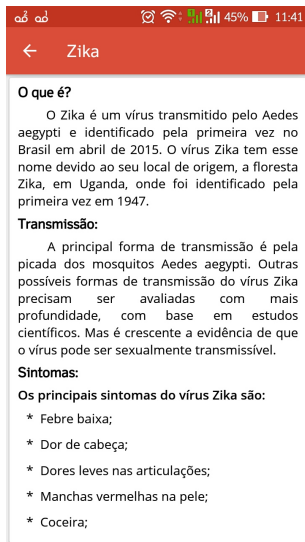 45% 11:41
Zika
O que é?
O Zika é um vírus transmitido pelo Aedes
aegypti e identificado pela primeira vez no
Brasil em abril de 2015. O vírus Zika tem esse
nome devido ao seu local de origem, a floresta
Zika, em Uganda, onde foi identificado pela
primeira vez em 1947.
Transmissão:
A principal forma de transmissão é pela
picada dos mosquitos Aedes aegypti. Outras
possíveis formas de transmissão do vírus Zika
precisam ser avaliadas com mais
profundidade, com base em estudos
científicos. Mas é crescente a evidência de que
o vírus pode ser sexualmente transmissível.
Sintomas:
Os principais sintomas do vírus Zika são:
* Febre baixa;
* Dor de cabeça;
* Dores leves nas articulações;
* Manchas vermelhas na pele;
* Coceira;